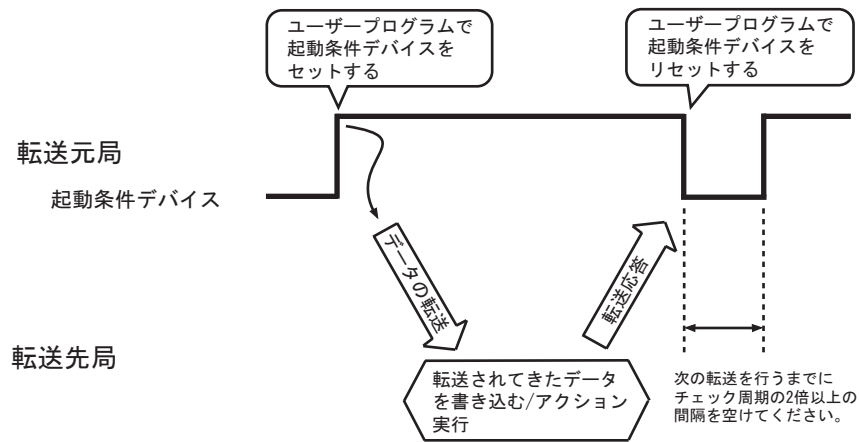 ユーザープログラムで
起動条件デバイスを
セットする
ユーザープログラムで
起動条件デバイスを
リセットする
転送元局
起動条件デバイス
データの転送
転送応答
転送先局
転送されてきたデータ
を書き込む/アクション
実行
次の転送を行うまでに
チェック周期の2倍以上の
間隔を空けてください。